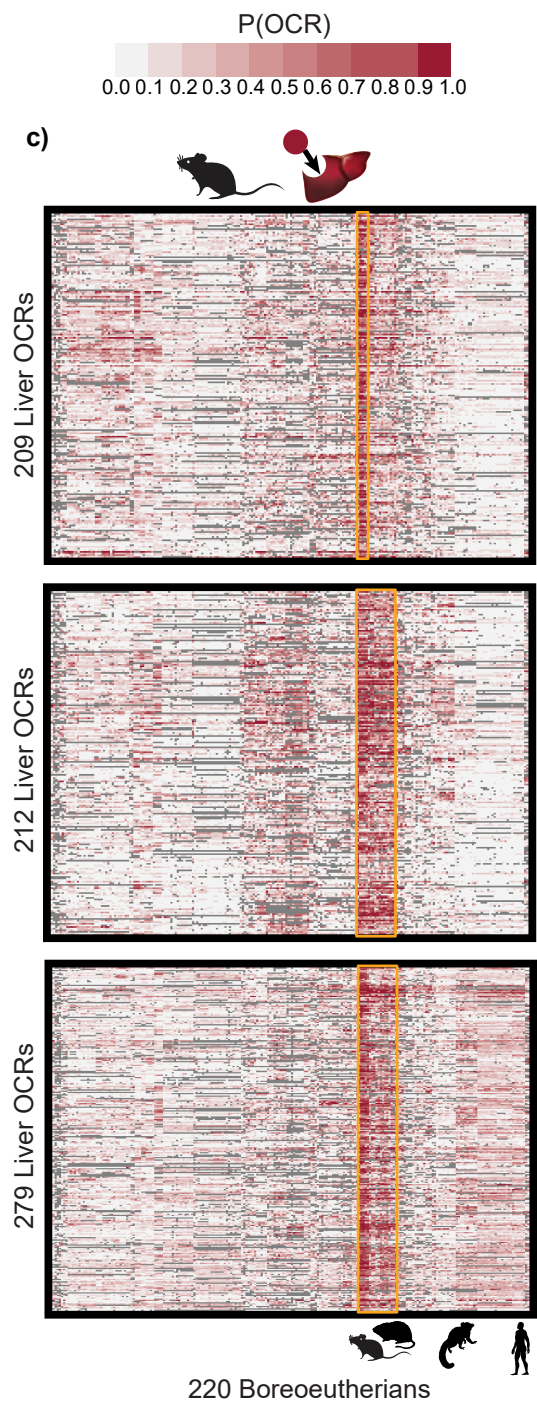 P(OCR)
0.0 0.1 0.2 0.3 0.4 0.5 0.6 0.7 0.8 0.9 1.0
c)
209 Liver OCRs
212 Liver OCRs
279 Liver OCRs
220 Boreoeutherians